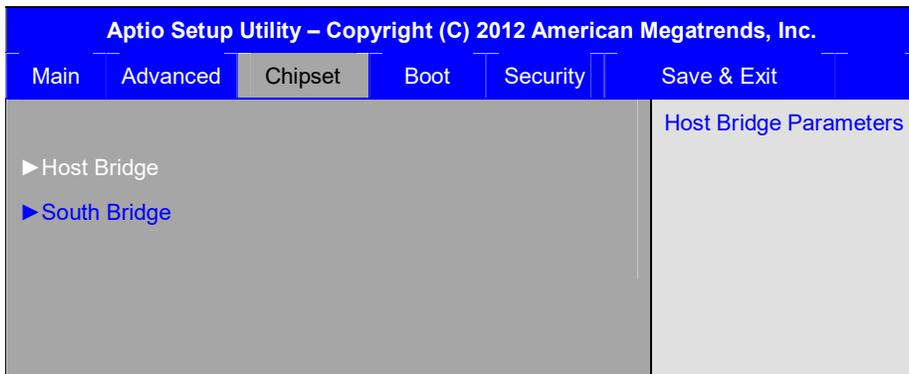 Aptio Setup Utility – Copyright (C) 2012 American Megatrends, Inc.
Main Advanced Chipset Boot Security Save & Exit
Host Bridge Parameters
►Host Bridge
►South Bridge